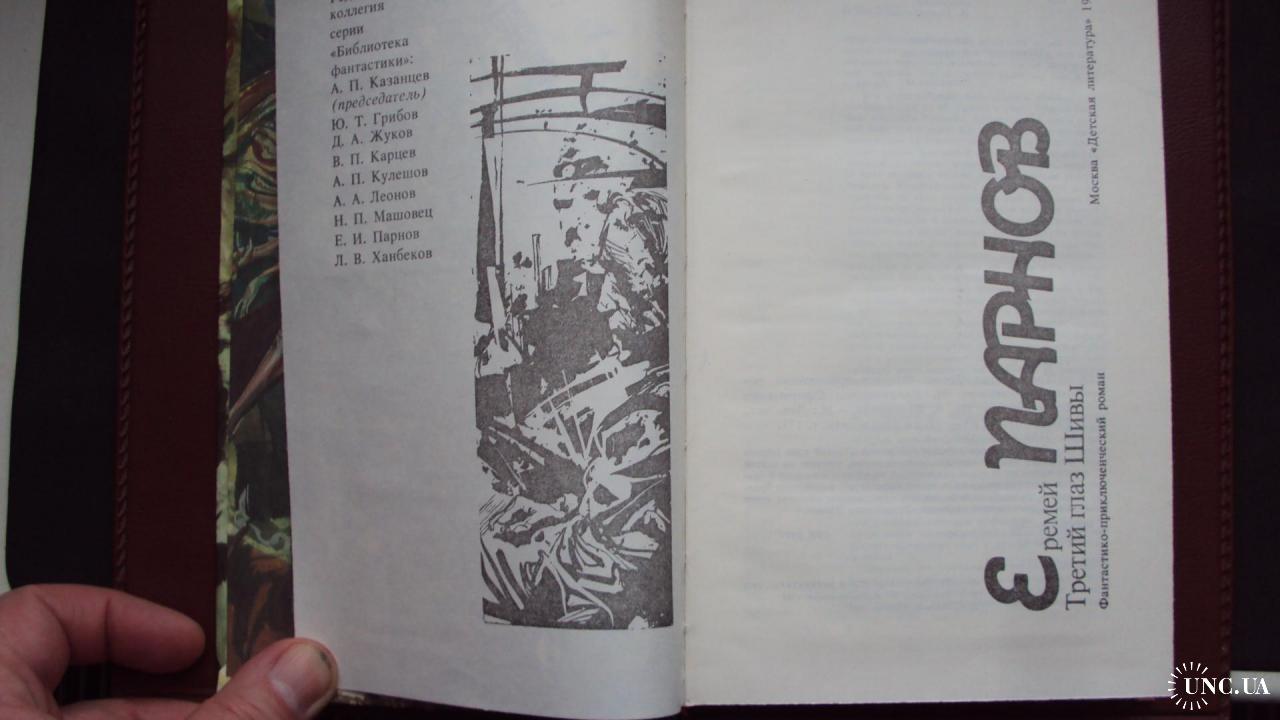 коллегия
серии
«Библиотека
фантастики»:
А. П. Казанцев
(председатель)
Ю. Т. Грибов
Д. А. Жуков
В. П. Карцев
А. П. Кулешов
А. А. Леонов
Н. П. Машовец
Е. И. Парнов
Л. В. Ханбеков
Еремей ПАРНОВ
Третий глаз Шивы
Фантастико-приключенческий роман
Москва «Детская литература»
UNC.UA